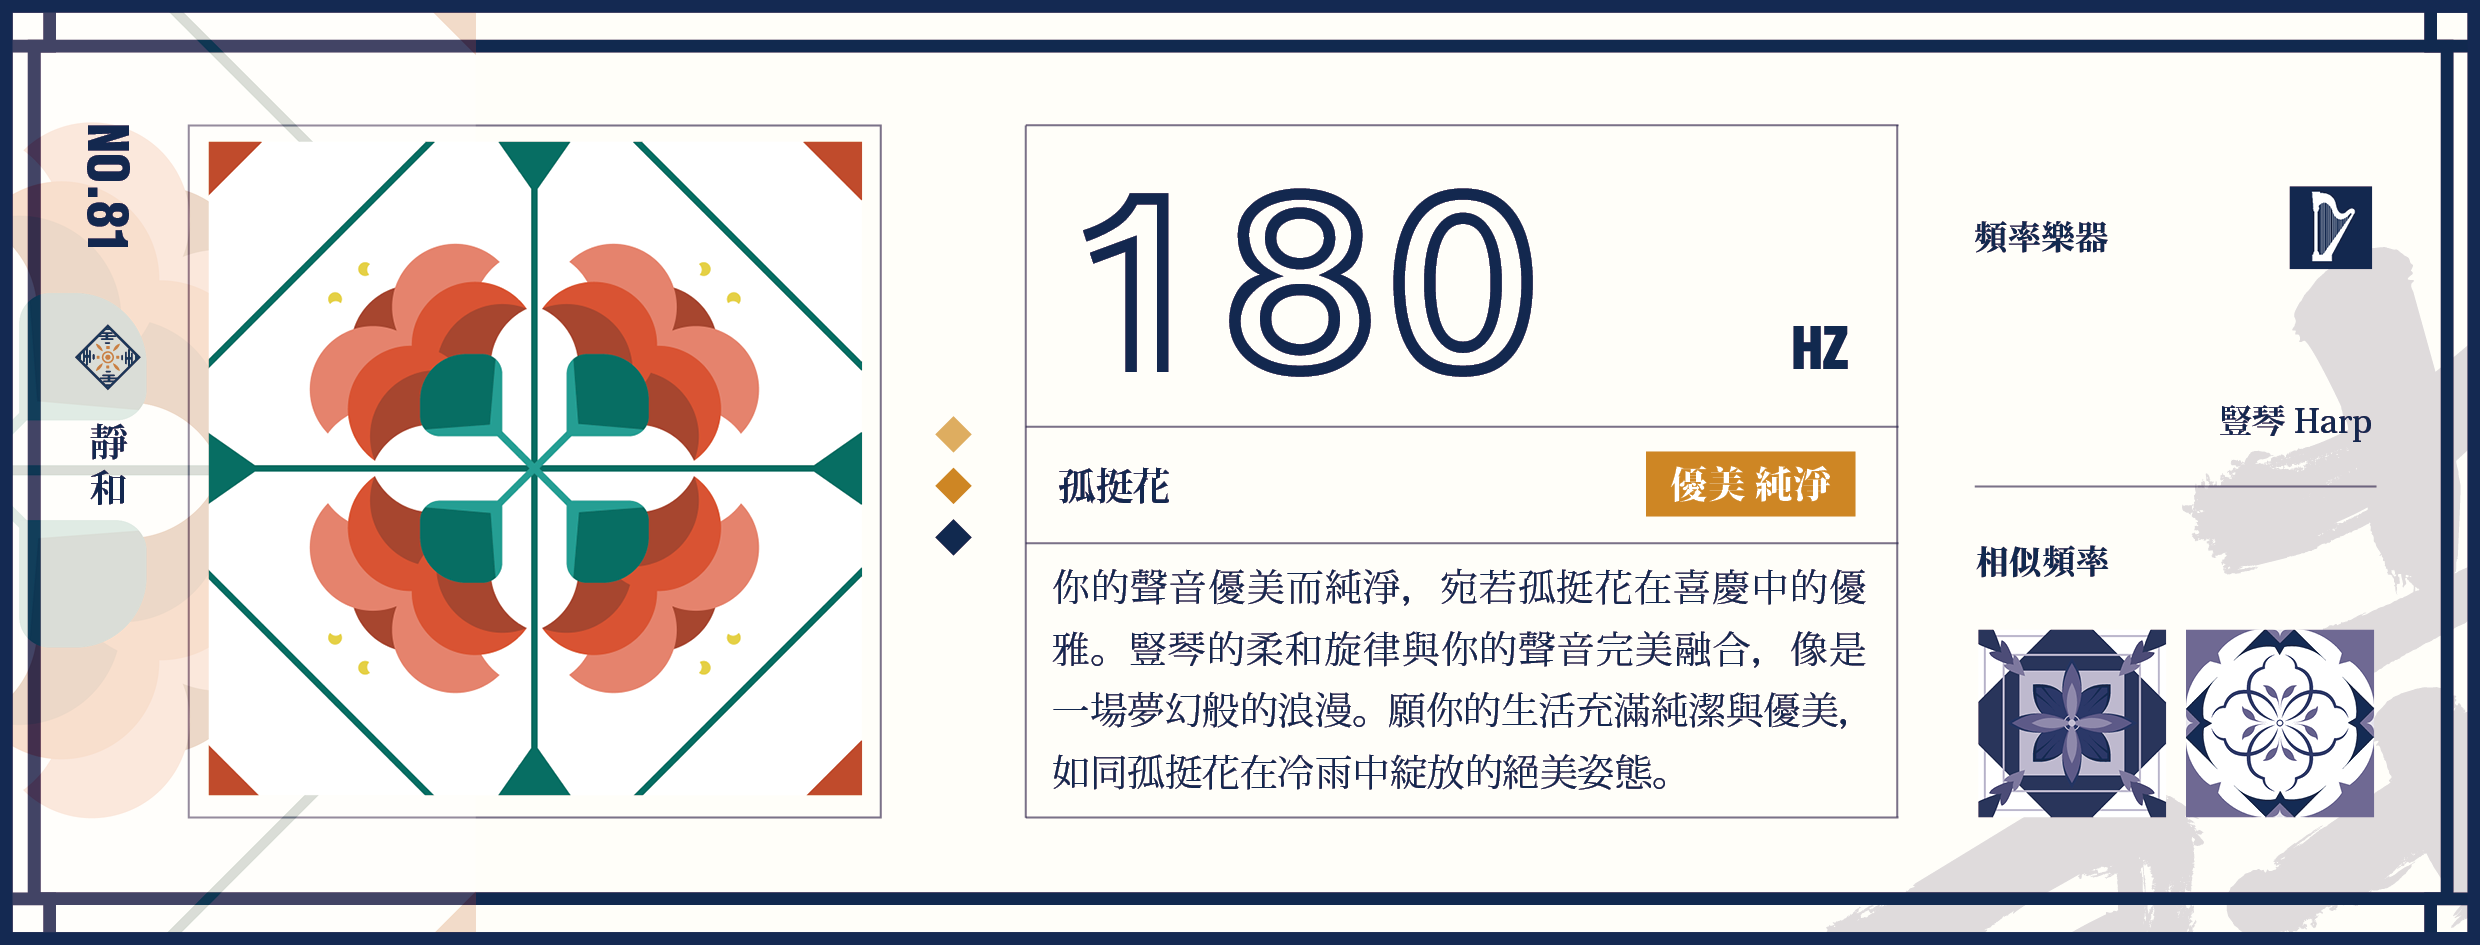 NO.81
靜和
180
HZ
孤挺花
優美 純淨
你的聲音優美而純淨，宛若孤挺花在喜慶中的優
雅。豎琴的柔和旋律與你的聲音完美融合，像是
一場夢幻般的浪漫。願你的生活充滿純潔與優美，
如同孤挺花在冷雨中綻放的絕美姿態。
頻率樂器
豎琴 Harp
相似頻率